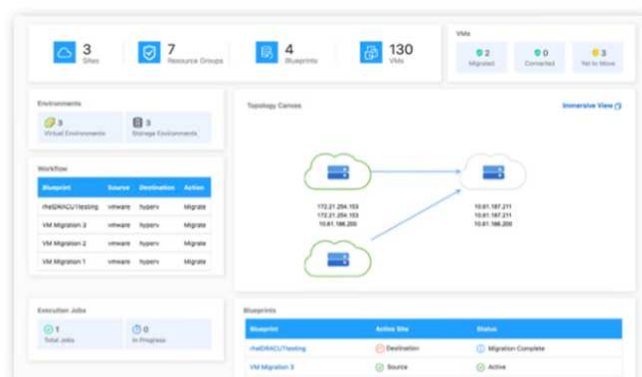 3
Sites
7
Resource Groups
4
Blueprints
130
VMs
VMs
2
Migrated
0
Converted
3
Yet to Move
Environments
3
Virtual Environments
3
Storage Environments
Topology Canvas
Immersive View
172.21.254.153
172.21.254.153
10.61.186.200
10.61.187.211
10.61.187.211
10.61.186.200
Workflow
Blueprint Source Destination Action
rhelDRACUTtesting vmware hyperv Migrate
VM Migration 3 vmware hyperv Migrate
VM Migration 2 vmware hyperv Migrate
VM Migration 1 vmware hyperv Migrate
Execution Jobs
1
Total Jobs
0
In Progress
Blueprints
Blueprint Active Site Status
rhelDRACUTtesting Destination Migration Complete
VM Migration 3 Source Active